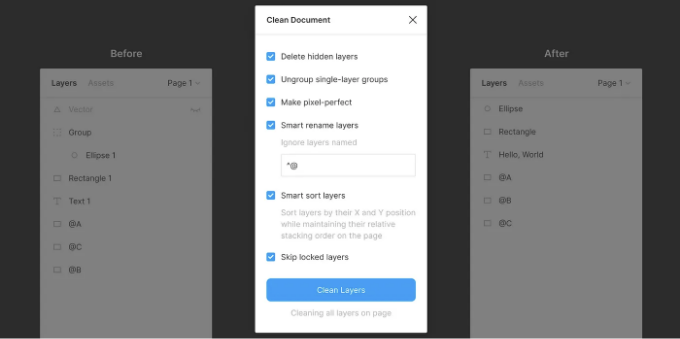 Before
Layers Assets Page 1
Vector
Group
Ellipse 1
Rectangle 1
Text 1
@A
@C
@B
Clean Document
Delete hidden layers
Ungroup single-layer groups
Make pixel-perfect
Smart rename layers
Ignore layers named
^@
Smart sort layers
Sort layers by their X and Y position
while maintaining their relative
stacking order on the page
Skip locked layers
Clean Layers
Cleaning all layers on page
After
Layers Assets Page 1
Ellipse
Rectangle
Hello, World
@A
@B
@C